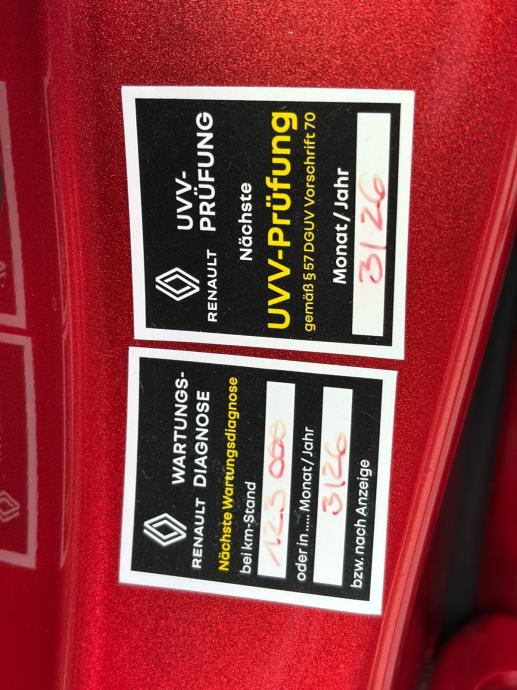 RENAULT
WARTUNGS-
DIAGNOSE
Nächste Wartungsdiagnose
bei km-Stand
123 000
oder in ..... Monat / Jahr
3/26
bzw. nach Anzeige
RENAULT
UVV-
PRÜFUNG
Nächste
UVV-Prüfung
gemäß § 57 DGUV Vorschrift 70
Monat / Jahr
3/26